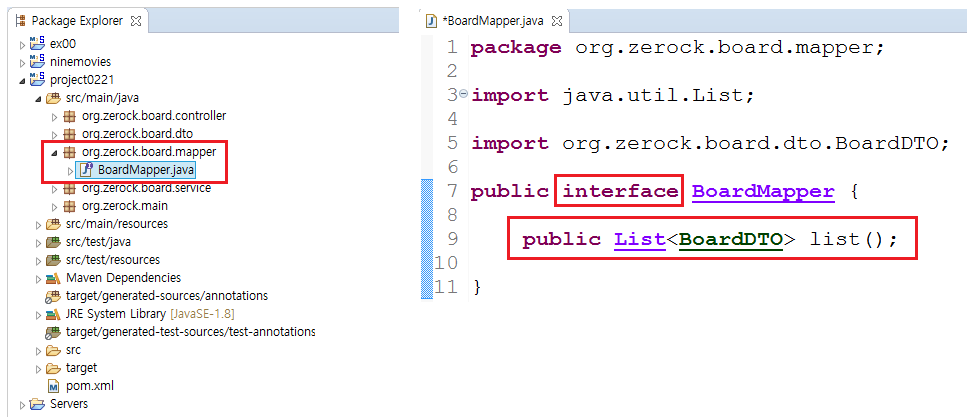 Package Explorer
ex00
ninemovies
project0221
src/main/java
org.zerock.board.controller
org.zerock.board.dto
org.zerock.board.mapper
BoardMapper.java
org.zerock.board.service
org.zerock.main
src/main/resources
src/test/java
src/test/resources
Maven Dependencies
target/generated-sources/annotations
JRE System Library [JavaSE-1.8]
target/generated-test-sources/test-annotations
src
target
pom.xml
Servers
*BoardMapper.java
1 package org.zerock.board.mapper;
2
3 import java.util.List;
4
5 import org.zerock.board.dto.BoardDTO;
6
7 public interface BoardMapper {
8
9 public List<BoardDTO> list();
10
11 }